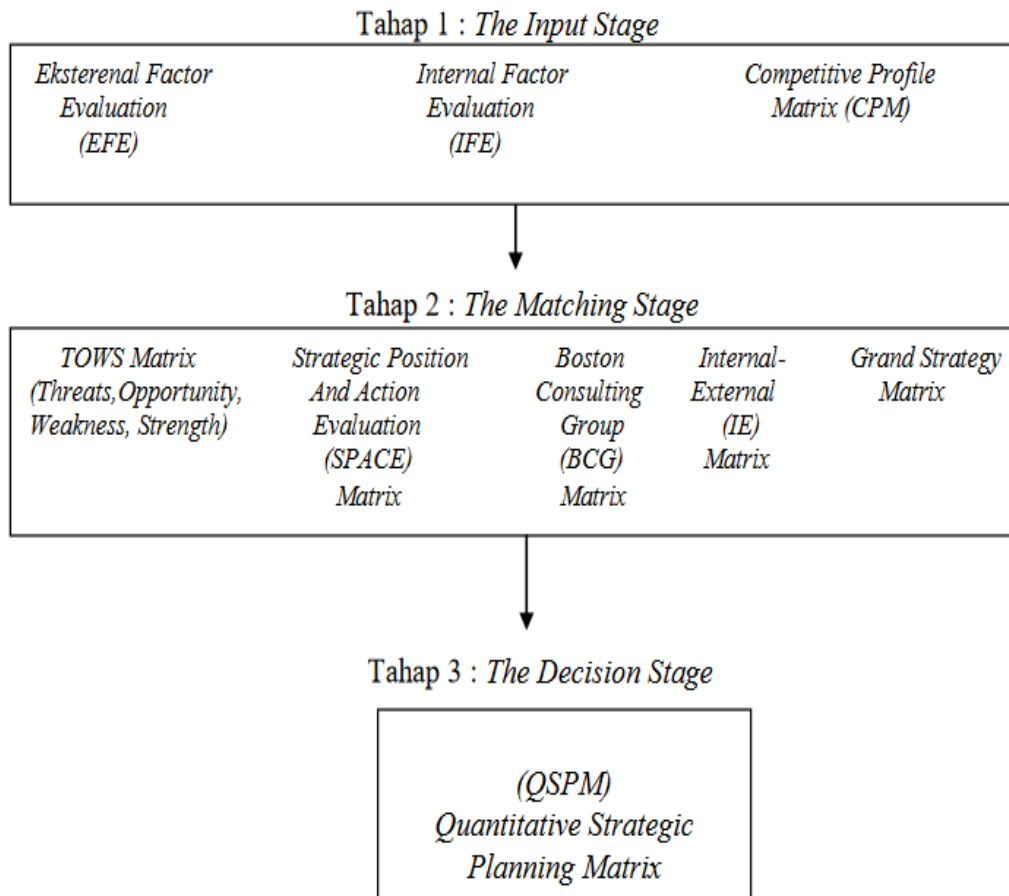 Tahap 1 : The Input Stage
Eksterenal Factor
Evaluation
(EFE)
Internal Factor
Evaluation
(IFE)
Competitive Profile
Matrix (CPM)
Tahap 2 : The Matching Stage
TOWS Matrix
(Threats,Opportunity,
Weakness, Strength)
Strategic Position
And Action
Evaluation
(SPACE)
Matrix
Boston
Consulting
Group
(BCG)
Matrix
Internal-
External
(IE)
Matrix
Grand Strategy
Matrix
Tahap 3 : The Decision Stage
(QSPM)
Quantitative Strategic
Planning Matrix